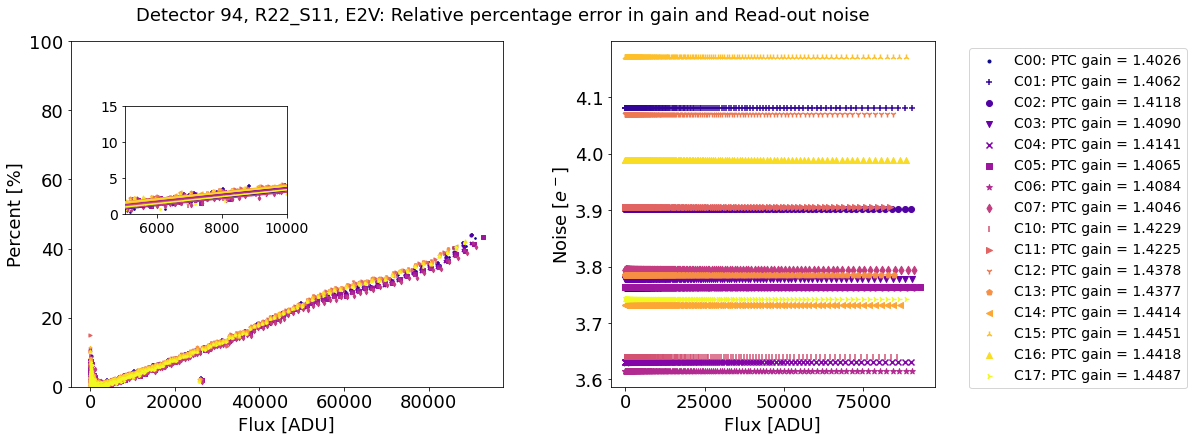 Detector 94, R22_S11, E2V: Relative percentage error in gain and Read-out noise
Percent [%]
100
80
60
40
20
0
15
10
5
0
6000 8000 10000
0 20000 40000 60000 80000
Flux [ADU]
Noise [e⁻]
4.1
4.0
3.9
3.8
3.7
3.6
0 25000 50000 75000
Flux [ADU]
C00: PTC gain = 1.4026
C01: PTC gain = 1.4062
C02: PTC gain = 1.4118
C03: PTC gain = 1.4090
C04: PTC gain = 1.4141
C05: PTC gain = 1.4065
C06: PTC gain = 1.4084
C07: PTC gain = 1.4046
C10: PTC gain = 1.4229
C11: PTC gain = 1.4225
C12: PTC gain = 1.4378
C13: PTC gain = 1.4377
C14: PTC gain = 1.4414
C15: PTC gain = 1.4451
C16: PTC gain = 1.4418
C17: PTC gain = 1.4487